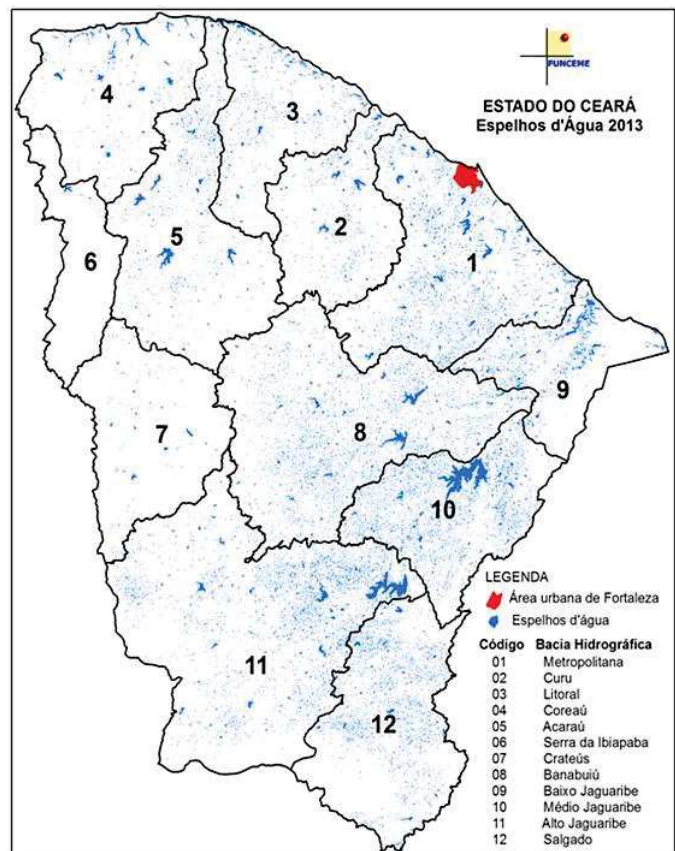 FUNCEME
ESTADO DO CEARÁ
Espelhos d'Água 2013
4
3
2
5
6
1
9
7
8
10
11
12
LEGENDA
Área urbana de Fortaleza
Espelhos d'água
Código Bacia Hidrográfica
01 Metropolitana
02 Curu
03 Litoral
04 Coreaú
05 Acaraú
06 Serra da Ibiapaba
07 Crateús
08 Banabuiú
09 Baixo Jaguaribe
10 Médio Jaguaribe
11 Alto Jaguaribe
12 Salgado